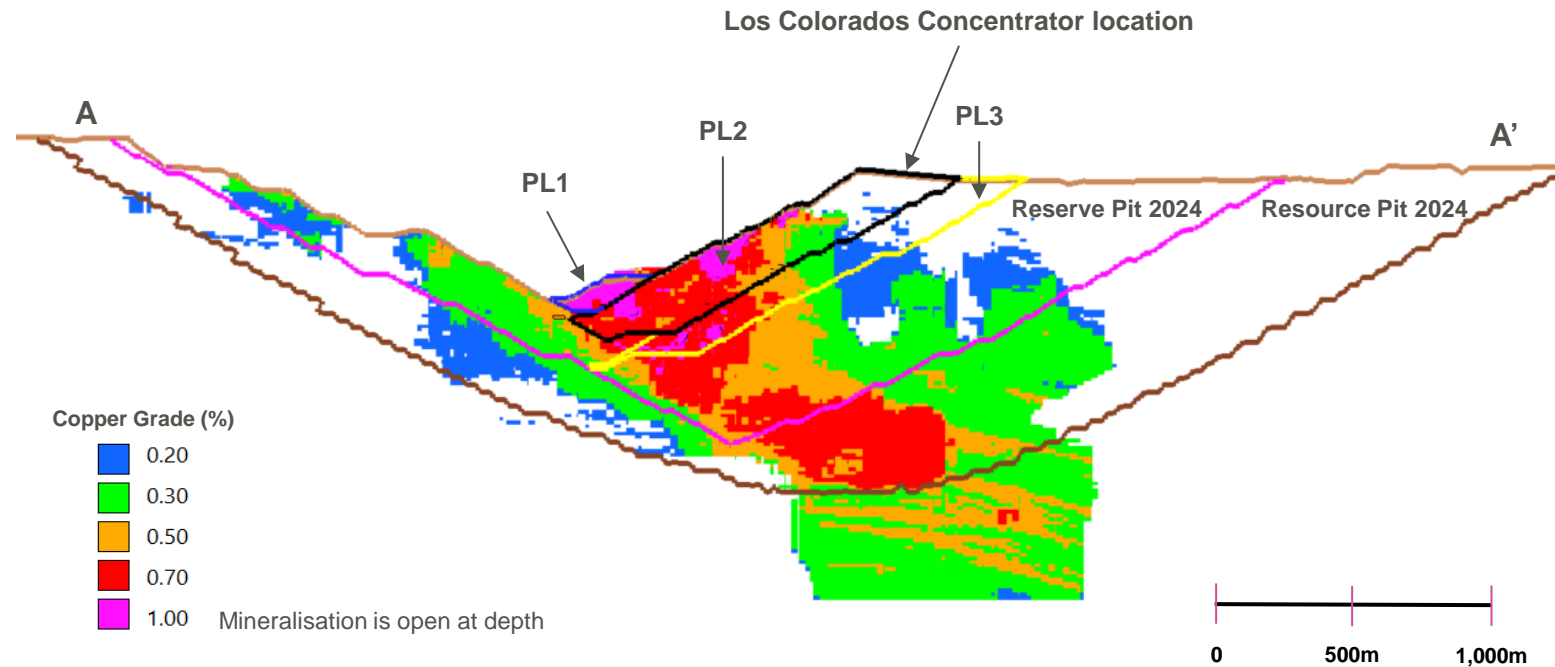 Los Colorados Concentrator location
A
PL1
PL2
PL3
A’
Reserve Pit 2024
Resource Pit 2024
Copper Grade (%)
0.20
0.30
0.50
0.70
1.00
Mineralisation is open at depth
0
500m
1,000m